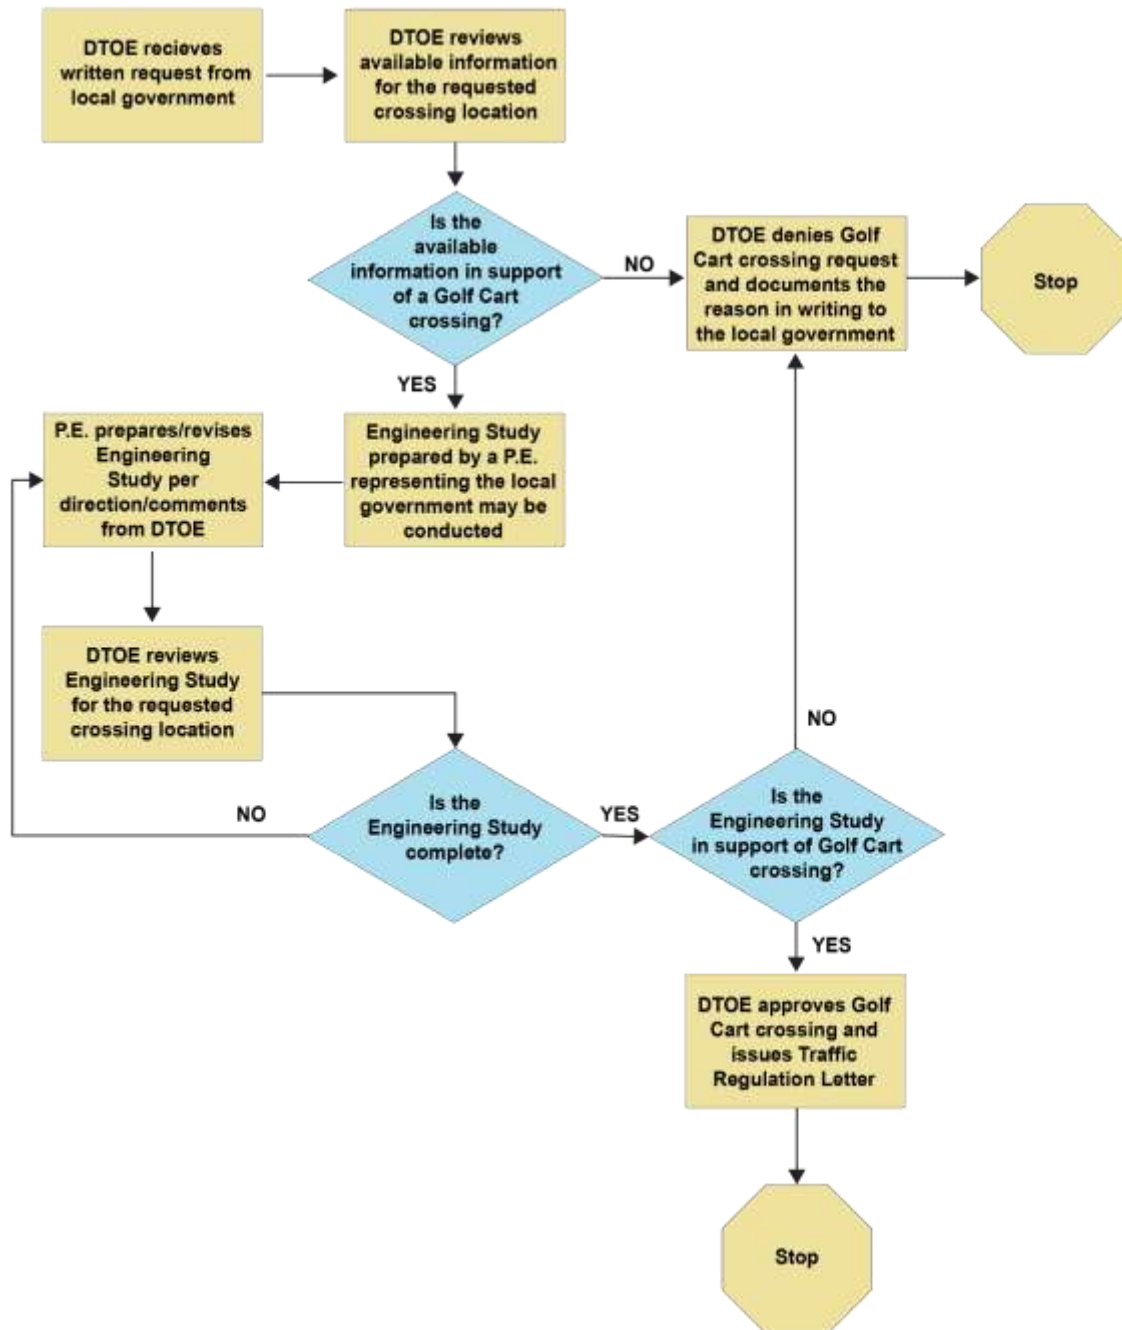 DTOE recieves
written request from
local government
DTOE reviews
available information
for the requested
crossing location
Is the
available
information in support
of a Golf Cart
crossing?
NO
DTOE denies Golf
Cart crossing request
and documents the
reason in writing to
the local government
Stop
YES
P.E. prepares/revises
Engineering
Study per
direction/comments
from DTOE
Engineering Study
prepared by a P.E.
representing the local
government may be
conducted
DTOE reviews
Engineering Study
for the requested
crossing location
NO
Is the
Engineering Study
complete?
YES
NO
Is the
Engineering Study
in support of Golf Cart
crossing?
YES
DTOE approves Golf
Cart crossing and
issues Traffic
Regulation Letter
Stop